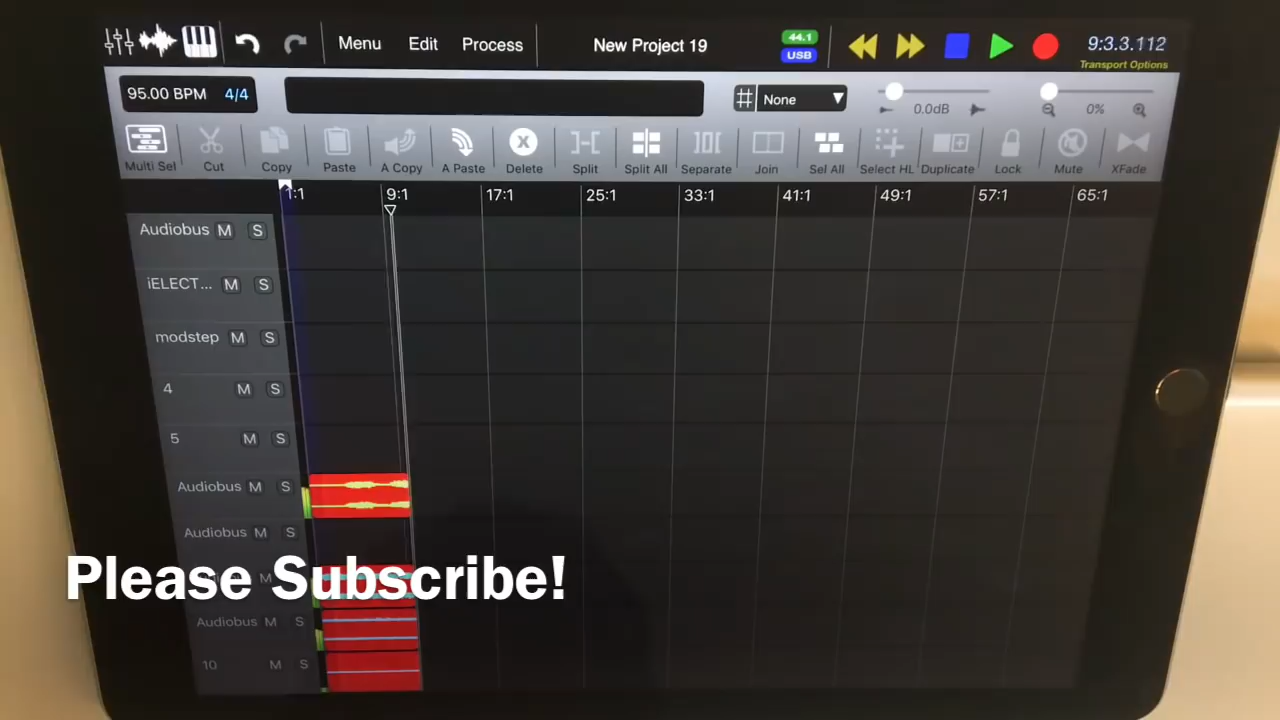 Menu Edit Process New Project 19 44.1 USB 9:3.3.112
Transport Options
95.00 BPM 4/4 None 0.0dB 0%
Multi Sel Cut Copy Paste A Copy A Paste Delete Split Split All Separate Join Sel All Select HL Duplicate Lock Mute XFade
1:1 9:1 17:1 25:1 33:1 41:1 49:1 57:1 65:1
Audiobus M S
iELECT... M S
modstep M S
4 M S
5 M S
Audiobus M S
Audiobus M S
Please Subscribe!
M
Audiobus M S
10 M S